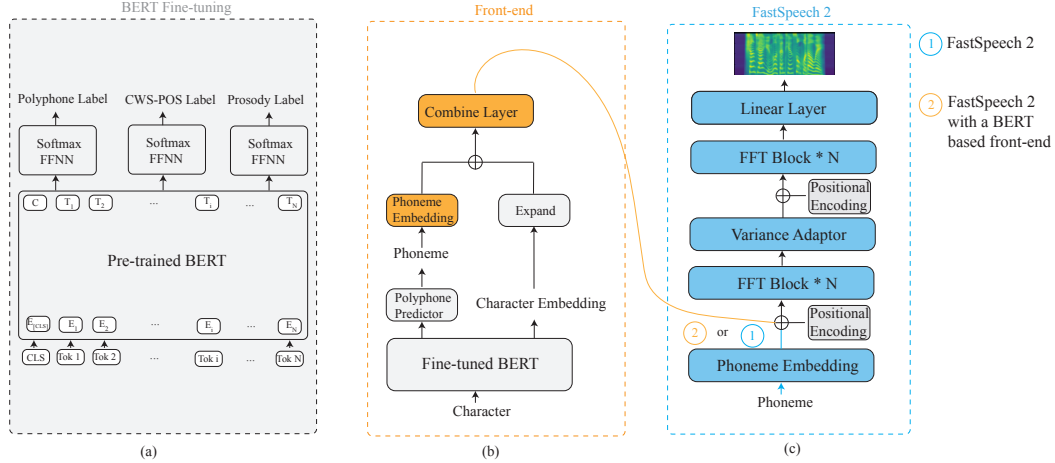 BERT Fine-tuning
Polyphone Label
CWS-POS Label
Prosody Label
Softmax
FFNN
Softmax
FFNN
Softmax
FFNN
C
T1
T2
...
Ti
...
TN
Pre-trained BERT
E[CLS]
E1
E2
...
Ei
...
EN
CLS
Tok 1
Tok 2
...
Tok i
...
Tok N
(a)
Front-end
Combine Layer
Phoneme
Embedding
Expand
Phoneme
Polyphone
Predictor
Character Embedding
Fine-tuned BERT
Character
(b)
FastSpeech 2
Linear Layer
FFT Block * N
Positional
Encoding
Variance Adaptor
FFT Block * N
Positional
Encoding
2 or 1
Phoneme Embedding
Phoneme
(c)
1 FastSpeech 2
2 FastSpeech 2
with a BERT
based front-end